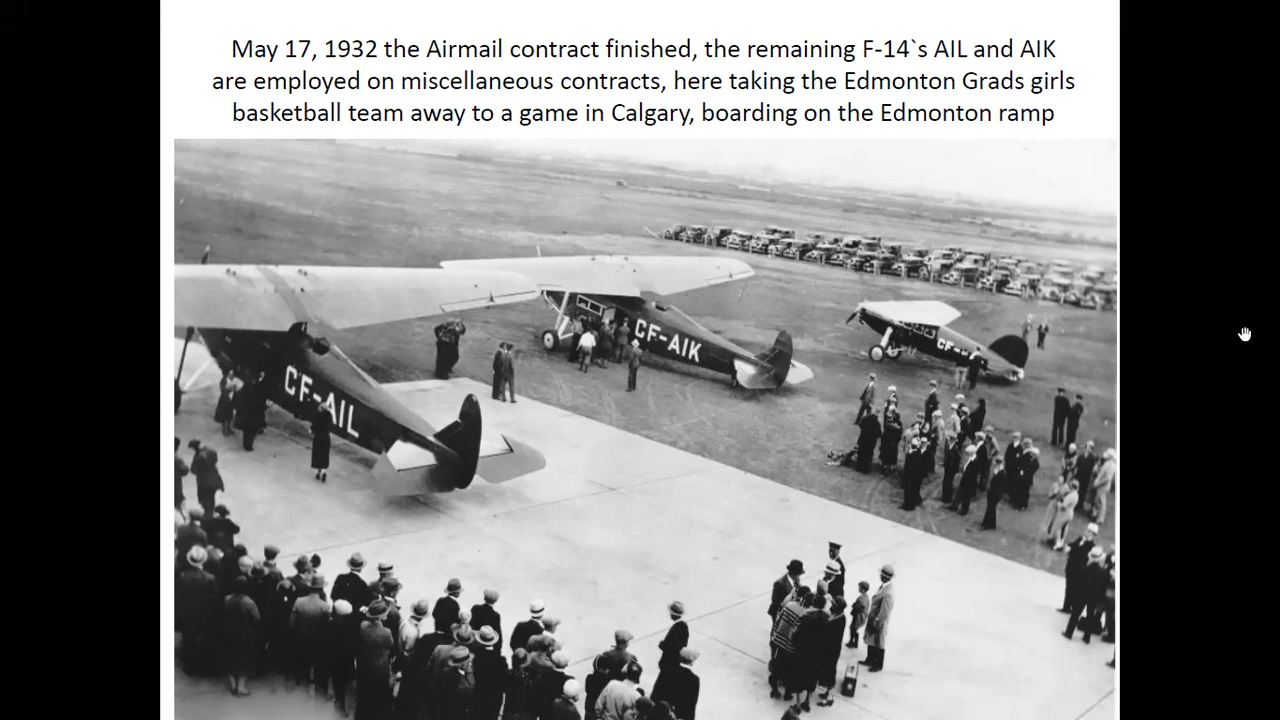 May 17, 1932 the Airmail contract finished, the remaining F-14`s AIL and AIK
are employed on miscellaneous contracts, here taking the Edmonton Grads girls
basketball team away to a game in Calgary, boarding on the Edmonton ramp
CF-AIK
CF-
CF-AIL